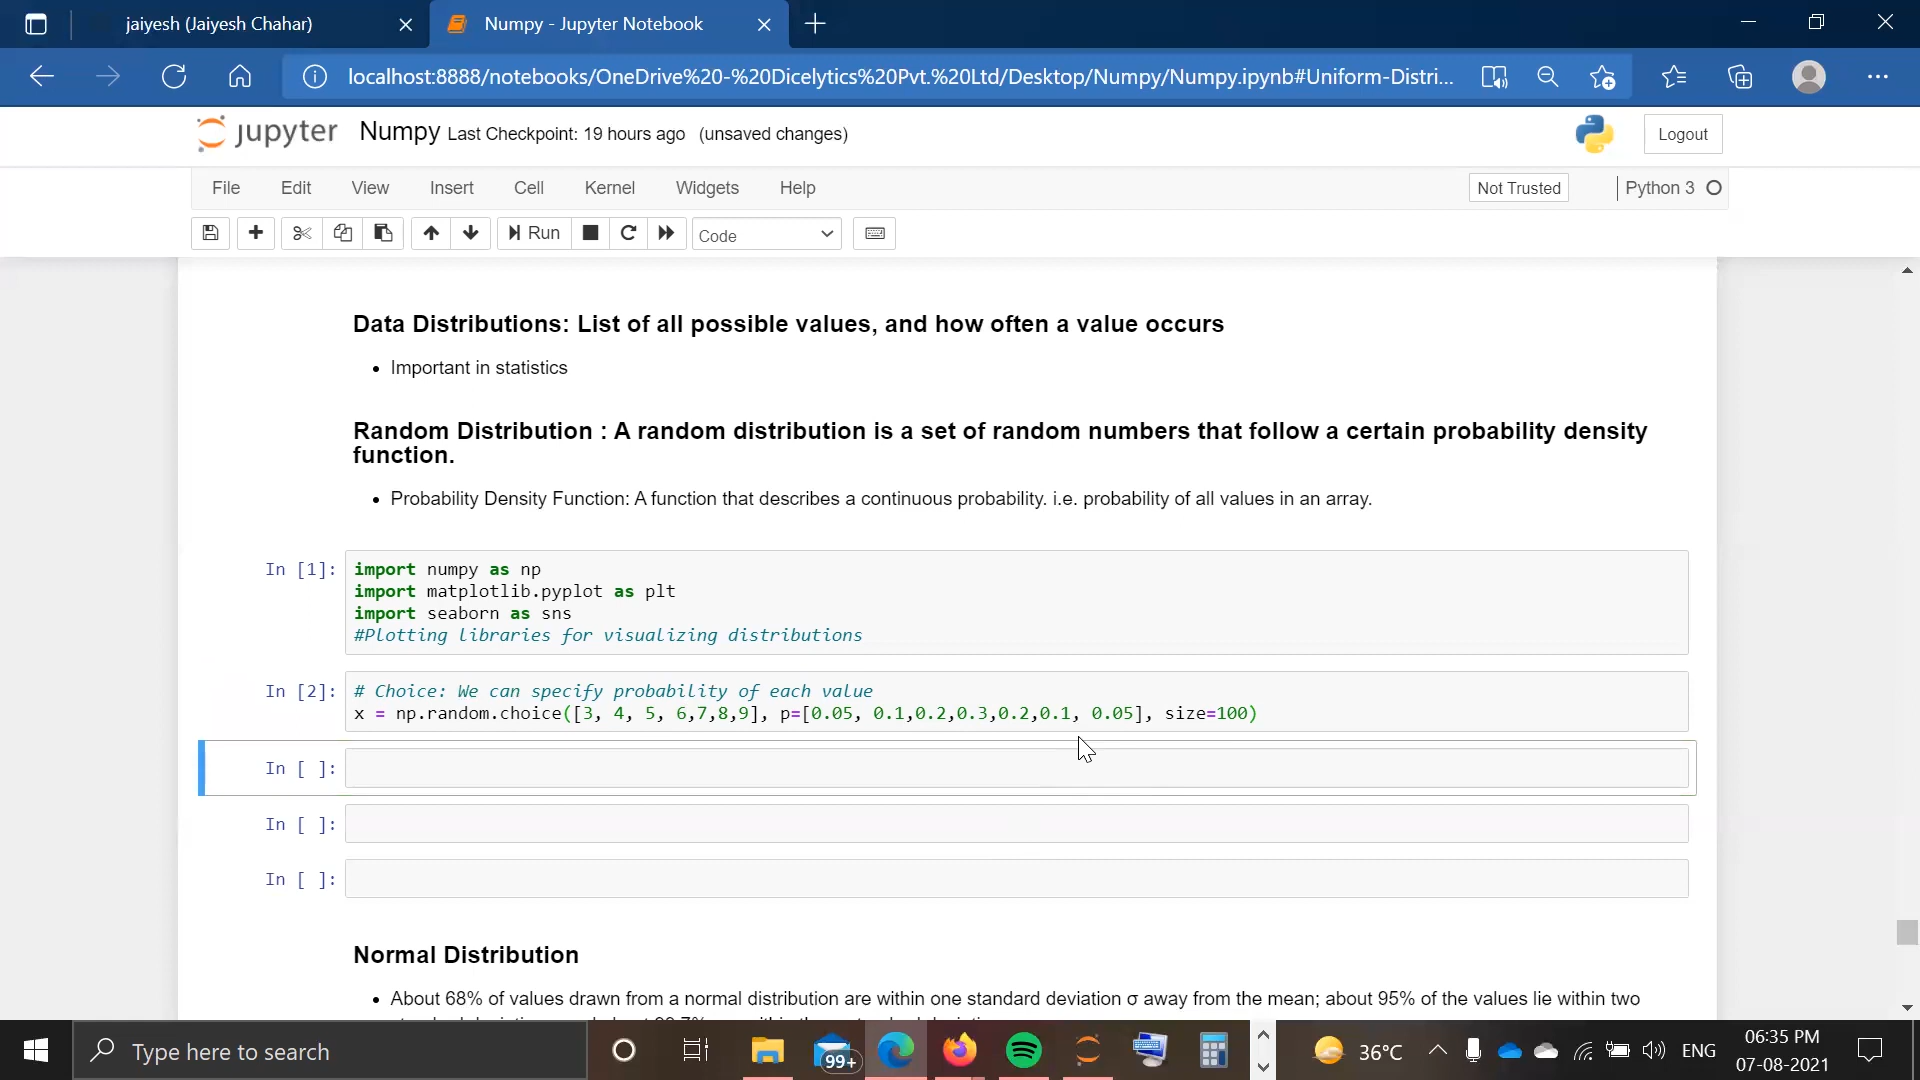 jaiyesh (Jaiyesh Chahar)
Numpy - Jupyter Notebook
localhost:8888/notebooks/OneDrive%20-%20Dicelytics%20Pvt.%20Ltd/Desktop/Numpy/Numpy.ipynb#Uniform-Distri...
jupyter Numpy Last Checkpoint: 19 hours ago (unsaved changes)
Logout
File Edit View Insert Cell Kernel Widgets Help
Not Trusted
Python 3
Run
Code
Data Distributions: List of all possible values, and how often a value occurs
• Important in statistics
Random Distribution : A random distribution is a set of random numbers that follow a certain probability density
function.
• Probability Density Function: A function that describes a continuous probability. i.e. probability of all values in an array.
In [1]: import numpy as np
import matplotlib.pyplot as plt
import seaborn as sns
#Plotting libraries for visualizing distributions
In [2]: # Choice: We can specify probability of each value
x = np.random.choice([3, 4, 5, 6,7,8,9], p=[0.05, 0.1,0.2,0.3,0.2,0.1, 0.05], size=100)
In [ ]:
In [ ]:
In [ ]:
Normal Distribution
• About 68% of values drawn from a normal distribution are within one standard deviation σ away from the mean; about 95% of the values lie within two
Type here to search
99+
36°C
ENG
06:35 PM
07-08-2021